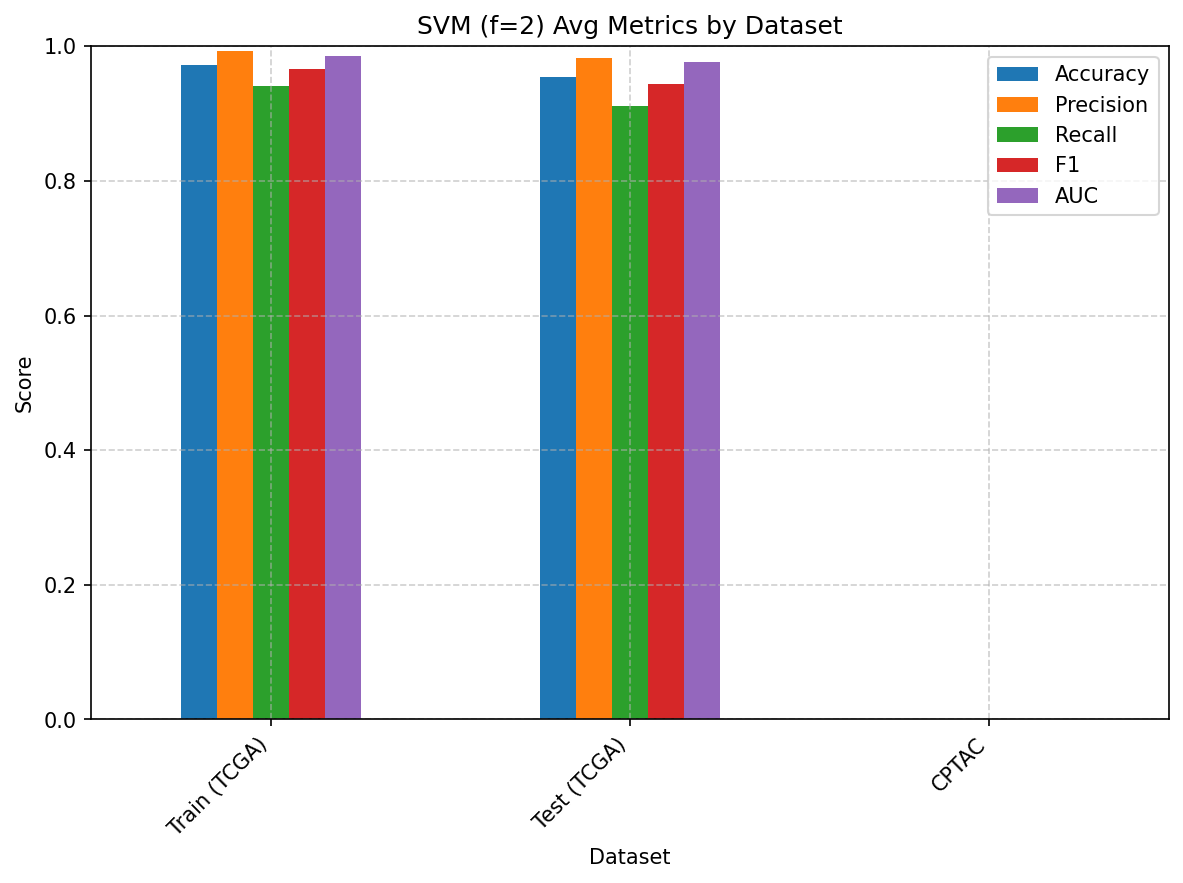 SVM (f=2) Avg Metrics by Dataset
1.0
0.8
0.6
0.4
0.2
0.0
Score
Accuracy
Precision
Recall
F1
AUC
Train (TCGA)
Test (TCGA)
CPTAC
Dataset